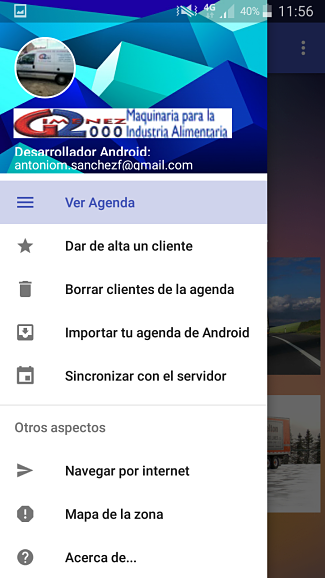 4G 40% 11:56
GIMENEZ 2000 Maquinaria para la
Industria Alimentaria
Desarrollador Android:
antoniom.sanchezf@gmail.com
Ver Agenda
Dar de alta un cliente
Borrar clientes de la agenda
Importar tu agenda de Android
Sincronizar con el servidor
Otros aspectos
Navegar por internet
Mapa de la zona
Acerca de...